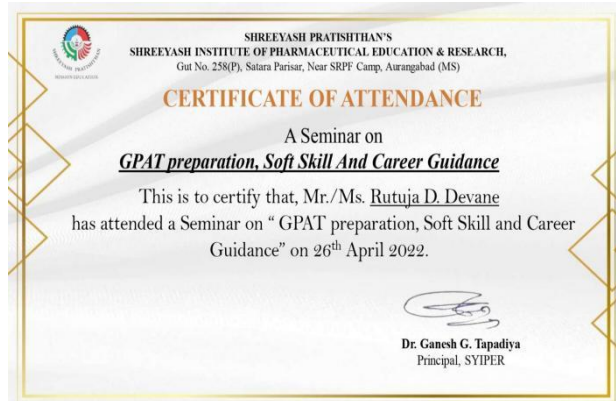 SHREEYASH PRATISHTHAN'S
SHREEYASH INSTITUTE OF PHARMACEUTICAL EDUCATION & RESEARCH,
Gut No. 258(P), Satara Parisar, Near SRPF Camp, Aurangabad (MS)
SHREEYASH PRATISHTHAN
CERTIFICATE OF ATTENDANCE
A Seminar on
GPAT preparation, Soft Skill And Career Guidance
This is to certify that, Mr./Ms. Rutuja D. Devane
has attended a Seminar on “ GPAT preparation, Soft Skill and Career
Guidance” on 26th April 2022.
Dr. Ganesh G. Tapadiya
Principal, SYIPER